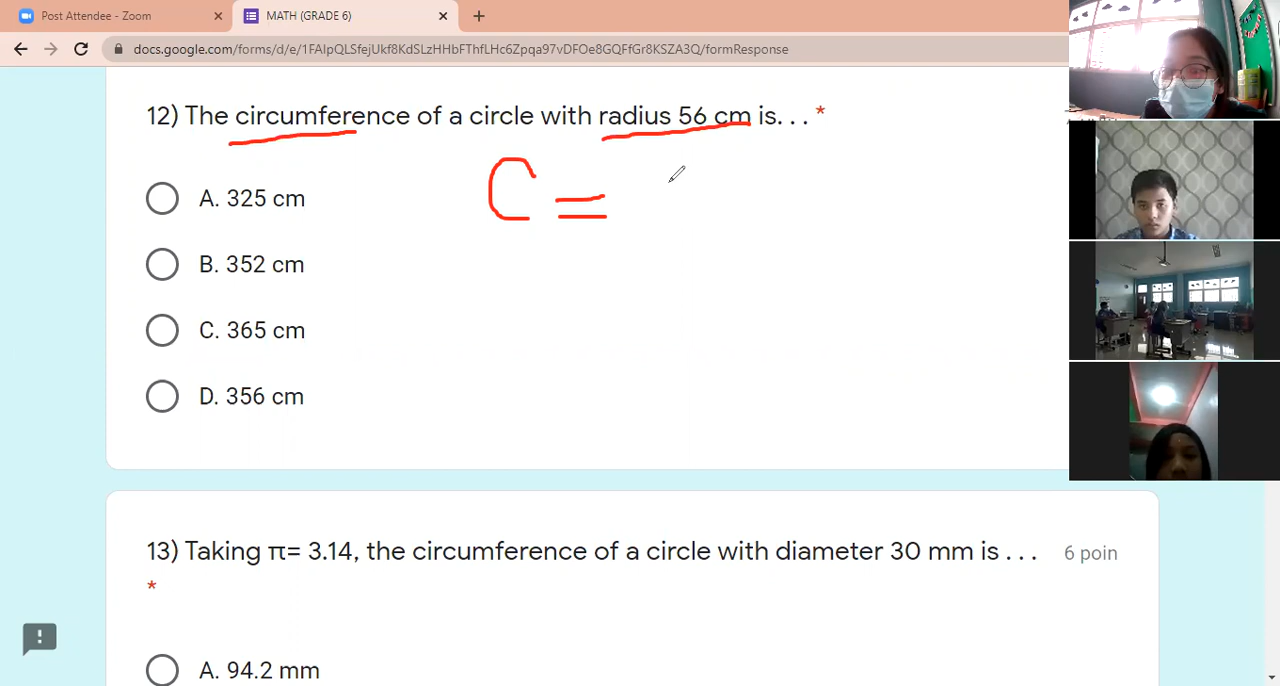 Post Attendee - Zoom
MATH (GRADE 6)
docs.google.com/forms/d/e/1FAIpQLSfejUkf8KdSLzHHbFThfLHc6Zpqa97vDFOe8GQFfGr8KSZA3Q/formResponse
12) The circumference of a circle with radius 56 cm is. . . *
C =
A. 325 cm
B. 352 cm
C. 365 cm
D. 356 cm
13) Taking π= 3.14, the circumference of a circle with diameter 30 mm is . . .
*
6 poin
A. 94.2 mm